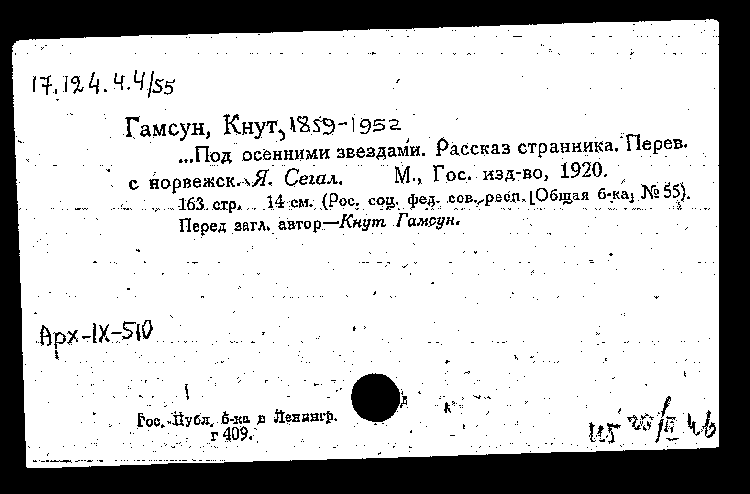 17.124.4.4/55
Гамсун, Кнут, 1859-1952
...Под осенними звездами. Рассказ странника. Перев.
с норвежск. Я. Сегал. М., Гос. изд-во, 1920.
163 стр. 14 см. (Рос. соц. фед. сов. респ. [Общая б-ка] № 55).
Перед загл. автор—Кнут Гамсун.
Арх-IX-510
Гос. Публ. б-ка в Ленингр.
г 409.